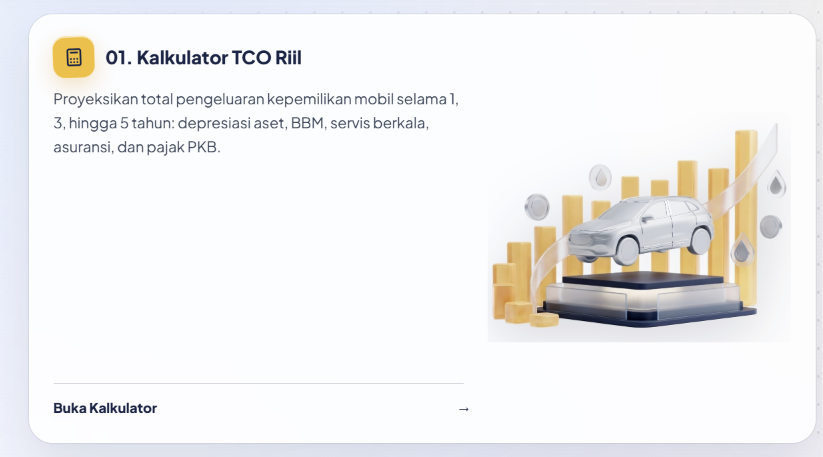 01. Kalkulator TCO Riil
Proyeksikan total pengeluaran kepemilikan mobil selama 1,
3, hingga 5 tahun: depresiasi aset, BBM, servis berkala,
asuransi, dan pajak PKB.
Buka Kalkulator →